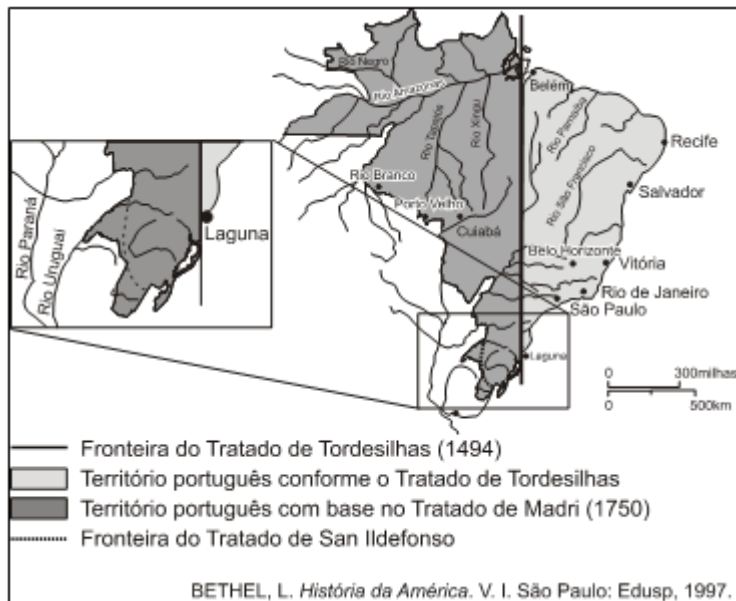 Rio Negro
Rio Amazonas
Belém
Rio Tapajós
Rio Xingu
Rio Parnaíba
Recife
Rio São Francisco
Rio Branco
Salvador
Porto Velho
Cuiabá
Belo Horizonte
Vitória
Rio de Janeiro
São Paulo
Laguna
Rio Paraná
Rio Uruguai
Laguna
0 300milhas
0 500km
Fronteira do Tratado de Tordesilhas (1494)
Território português conforme o Tratado de Tordesilhas
Território português com base no Tratado de Madri (1750)
Fronteira do Tratado de San Ildefonso
BETHEL, L. História da América. V. I. São Paulo: Edusp, 1997.